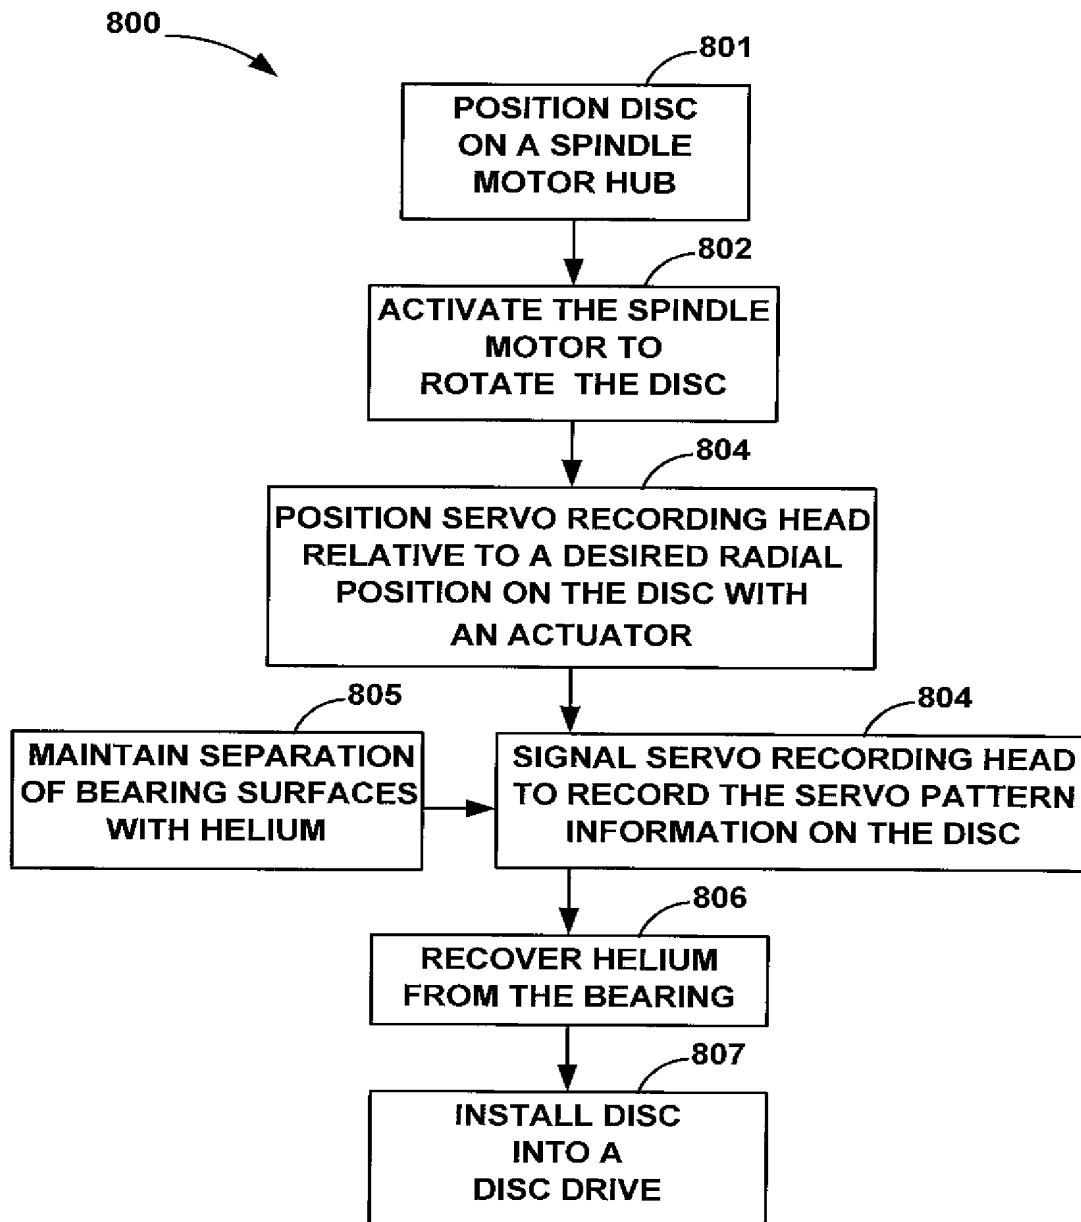 800
801
POSITION DISC
ON A SPINDLE
MOTOR HUB
802
ACTIVATE THE SPINDLE
MOTOR TO
ROTATE THE DISC
804
POSITION SERVO RECORDING HEAD
RELATIVE TO A DESIRED RADIAL
POSITION ON THE DISC WITH
AN ACTUATOR
805
MAINTAIN SEPARATION
OF BEARING SURFACES
WITH HELIUM
804
SIGNAL SERVO RECORDING HEAD
TO RECORD THE SERVO PATTERN
INFORMATION ON THE DISC
806
RECOVER HELIUM
FROM THE BEARING
807
INSTALL DISC
INTO A
DISC DRIVE